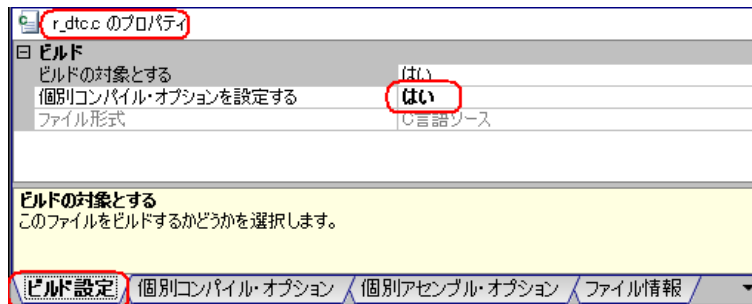 r_dtc.c のプロパティ
ビルド
ビルドの対象とする はい
個別コンパイル・オプションを設定する はい
ファイル形式 C言語ソース
ビルドの対象とする
このファイルをビルドするかどうかを選択します。
ビルド設定 個別コンパイル・オプション 個別アセンブル・オプション ファイル情報